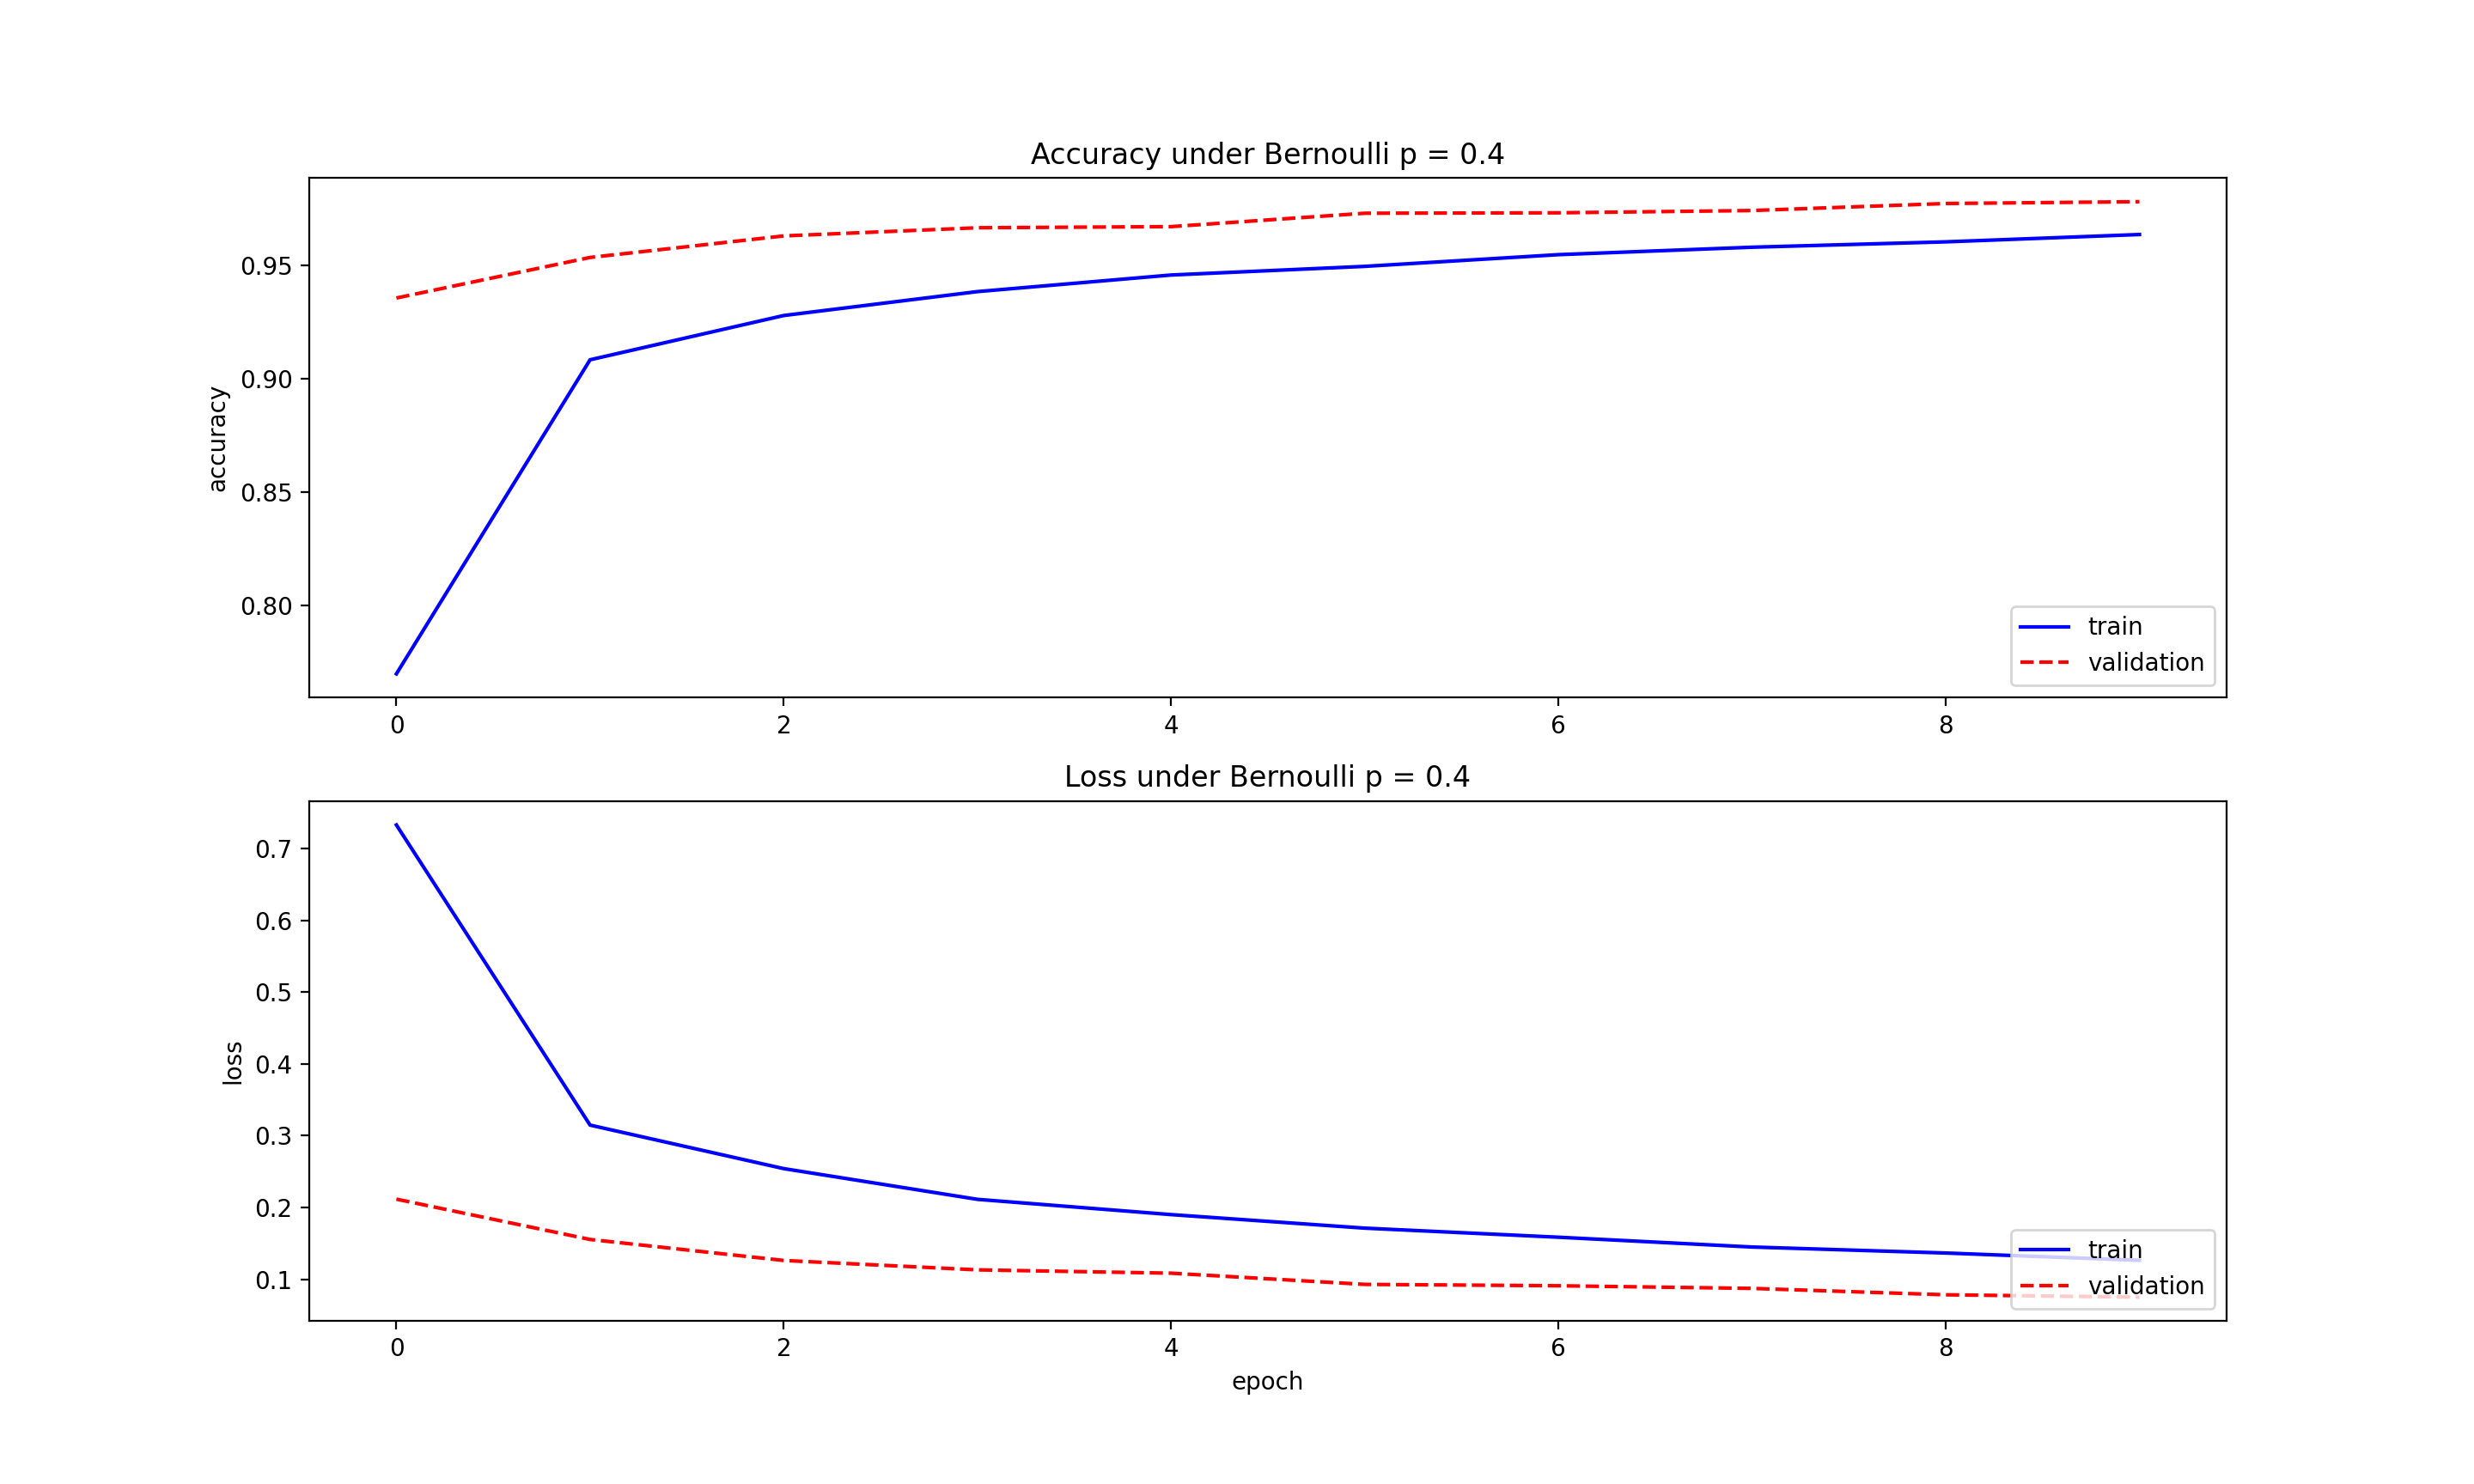 Accuracy under Bernoulli p = 0.4
accuracy
0.95
0.90
0.85
0.80
train
validation
0 2 4 6 8
Loss under Bernoulli p = 0.4
loss
0.7
0.6
0.5
0.4
0.3
0.2
0.1
train
validation
0 2 4 6 8
epoch